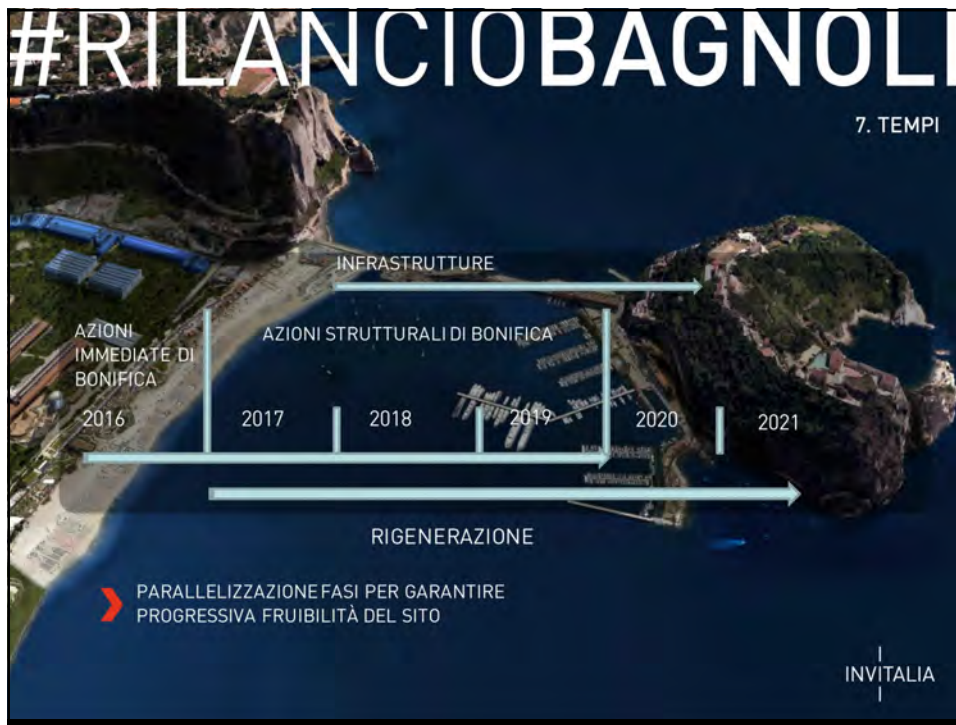 #RILANCIOBAGNOLI
7. TEMPI
INFRASTRUTTURE
AZIONI
IMMEDIATE DI
BONIFICA
AZIONI STRUTTURALI DI BONIFICA
2016 2017 2018 2019 2020 2021
RIGENERAZIONE
PARALLELIZZAZIONE FASI PER GARANTIRE
PROGRESSIVA FRUIBILITÀ DEL SITO
INVITALIA